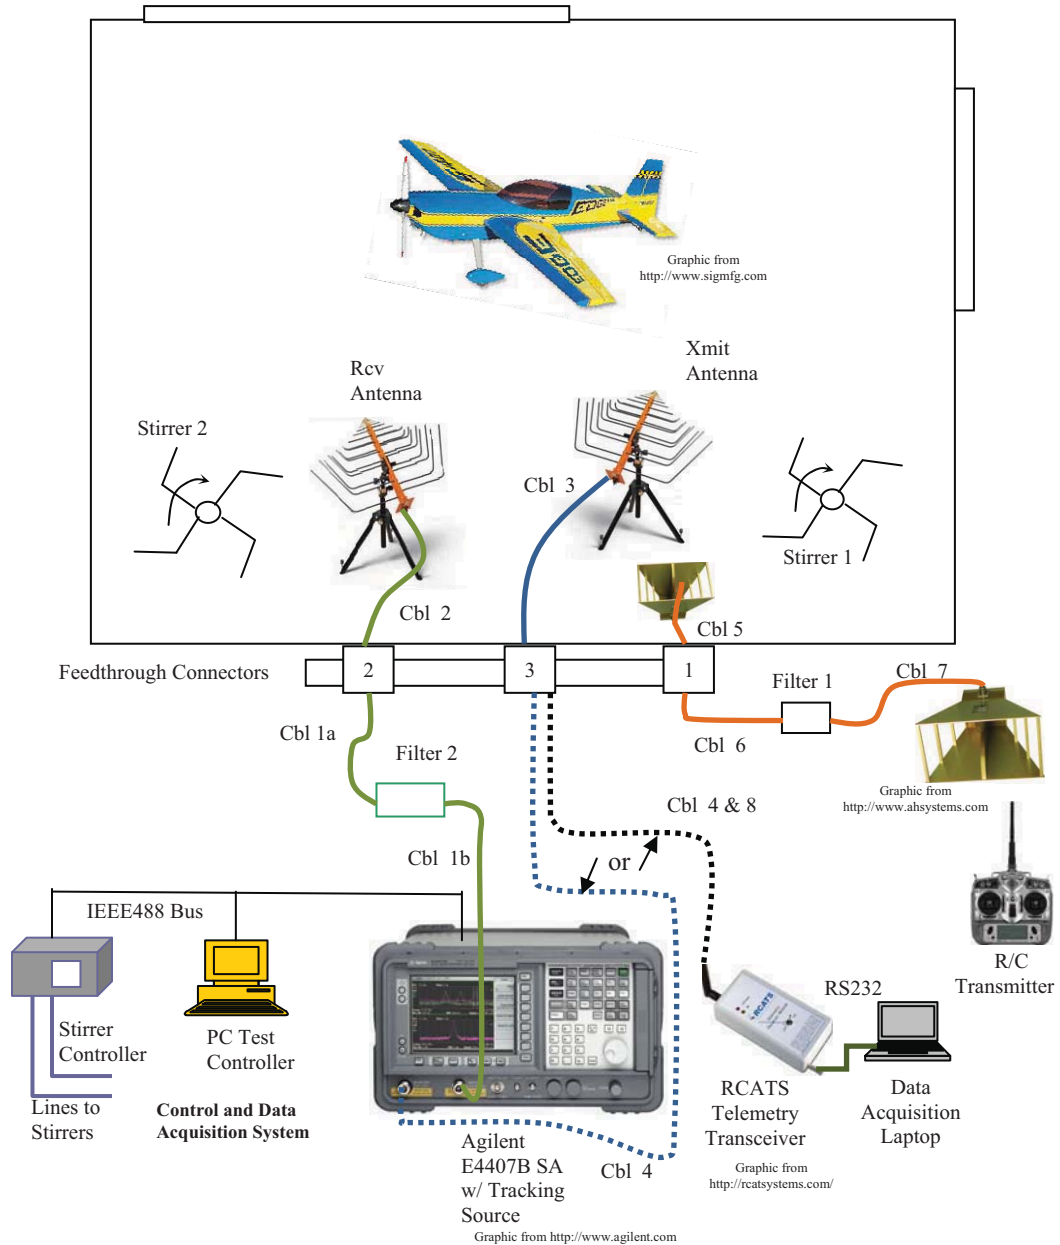 Graphic from
http://www.sigmfg.com
Xmit
Antenna
Rcv
Antenna
Stirrer 2
Cbl 3
Stirrer 1
Cbl 2
Cbl 5
Feedthrough Connectors
2
3
1
Cbl 7
Filter 1
Cbl 1a
Cbl 6
Filter 2
Graphic from
http://www.ahsystems.com
Cbl 4 & 8
Cbl 1b
or
IEEE488 Bus
R/C
Transmitter
RCATS
RS232
Stirrer
Controller
PC Test
Controller
Lines to
Stirrers
Control and Data
Acquisition System
Agilent
E4407B SA
w/ Tracking
Source
Cbl 4
RCATS
Telemetry
Transceiver
Data
Acquisition
Laptop
Graphic from
http://rcatsystems.com/
Graphic from http://www.agilent.com